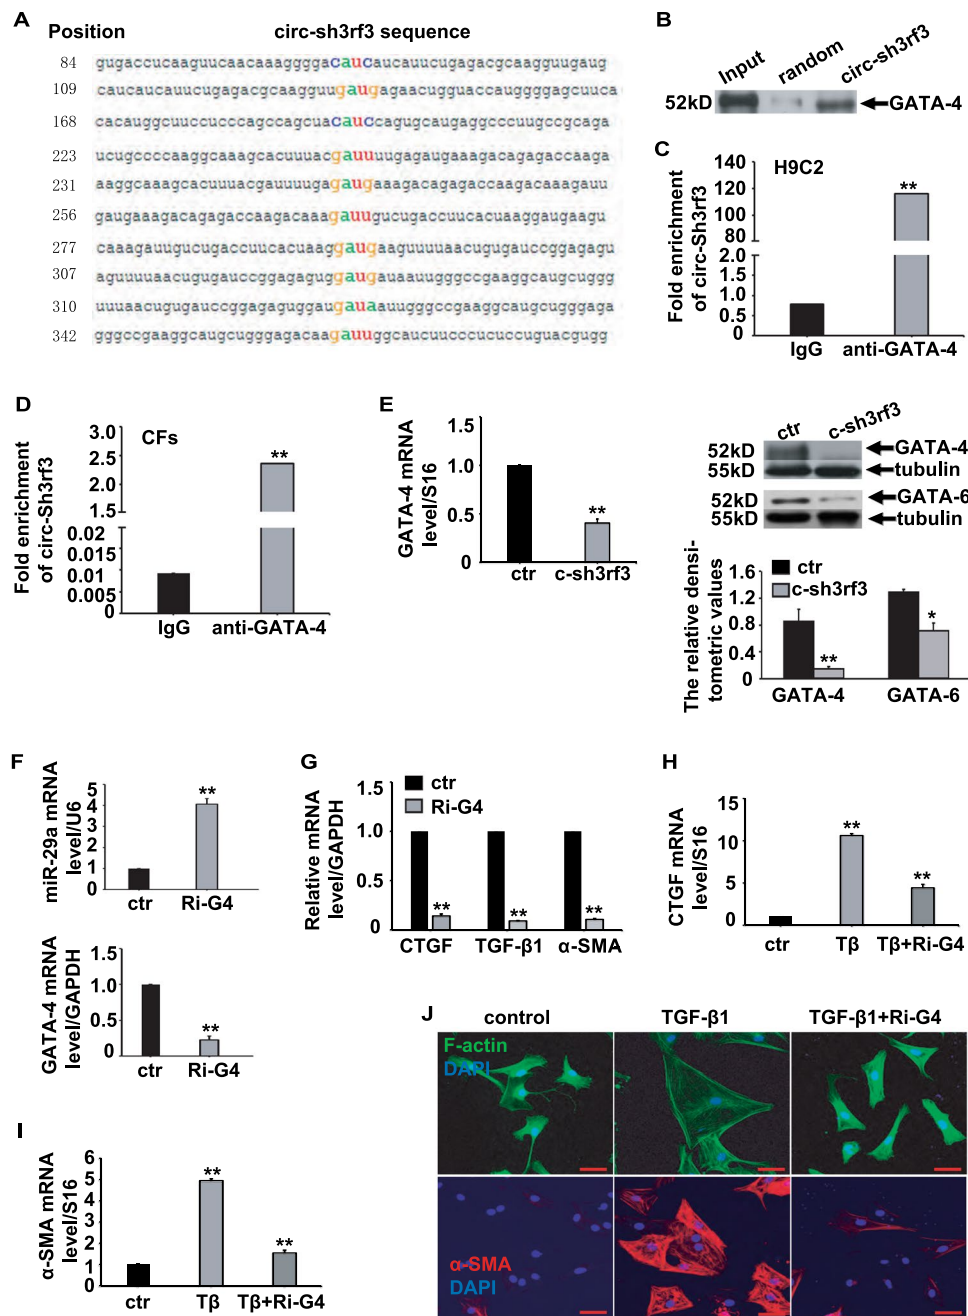 A
Position circ-sh3rf3 sequence
84 gugaccucaaguucaacaaaggggacaucaucauuucugagacgcaagguugaug
109 caucaucauucugagacgcaagguugaugagaacugguaccauggggagcuuca
168 cacauggcuuccucccagccagcuacaucccagugcaugaggcccuugccgcaga
223 ucugccccaaggcaaagcacuuuacgauuuugagaugaaagacagagaccaaga
231 aaggcaaagcacuuuacgauuuugagaugaaagacagagaccaagacaaagauu
256 gaugaaagacagagaccaagacaaagauugucugaccuucacuaaggaugaagu
277 caaagauugucugaccuucacuaaggaugaaguuuuaacugugauccggagagu
307 aguuuuaacugugauccggagaguggaugauaauugggccgaaggcaugcuggg
310 uuuaacugugauccggagaguggaugauaauugggccgaaggcaugcugggaga
342 gggccgaaggcaugcugggagacaagauuggcaucuucccucuccuguacgugg
B
Input random circ-sh3rf3
52kD GATA-4
C
H9C2
Fold enrichment
of circ-Sh3rf3
140
120
100
80
2.0
1.5
1.0
0.5
0
**
IgG anti-GATA-4
D
CFs
Fold enrichment
of circ-Sh3rf3
3.0
2.5
2.0
0.02
0.015
0.01
0.005
0
**
IgG anti-GATA-4
E
GATA-4 mRNA
level/S16
1.5
1.0
0.5
0
**
ctr c-sh3rf3
ctr c-sh3rf3
52kD GATA-4
55kD tubulin
52kD GATA-6
55kD tubulin
ctr
c-sh3rf3
The relative densi-
tometric values
1.6
1.2
0.8
0.4
0
**
*
GATA-4 GATA-6
F
miR-29a mRNA
level/U6
5
4
3
2
1
0
**
ctr Ri-G4
GATA-4 mRNA
level/GAPDH
1.5
1.0
0.5
0
**
ctr Ri-G4
G
ctr
Ri-G4
Relative mRNA
level/GAPDH
1.5
1.0
0.5
0
** ** **
CTGF TGF-β1 α-SMA
H
CTGF mRNA
level/S16
15
10
5
0
**
**
ctr Tβ Tβ+Ri-G4
I
α-SMA mRNA
level/S16
6
5
4
3
2
1
0
**
**
ctr Tβ Tβ+Ri-G4
J
control TGF-β1 TGF-β1+Ri-G4
F-actin
DAPI
α-SMA
DAPI